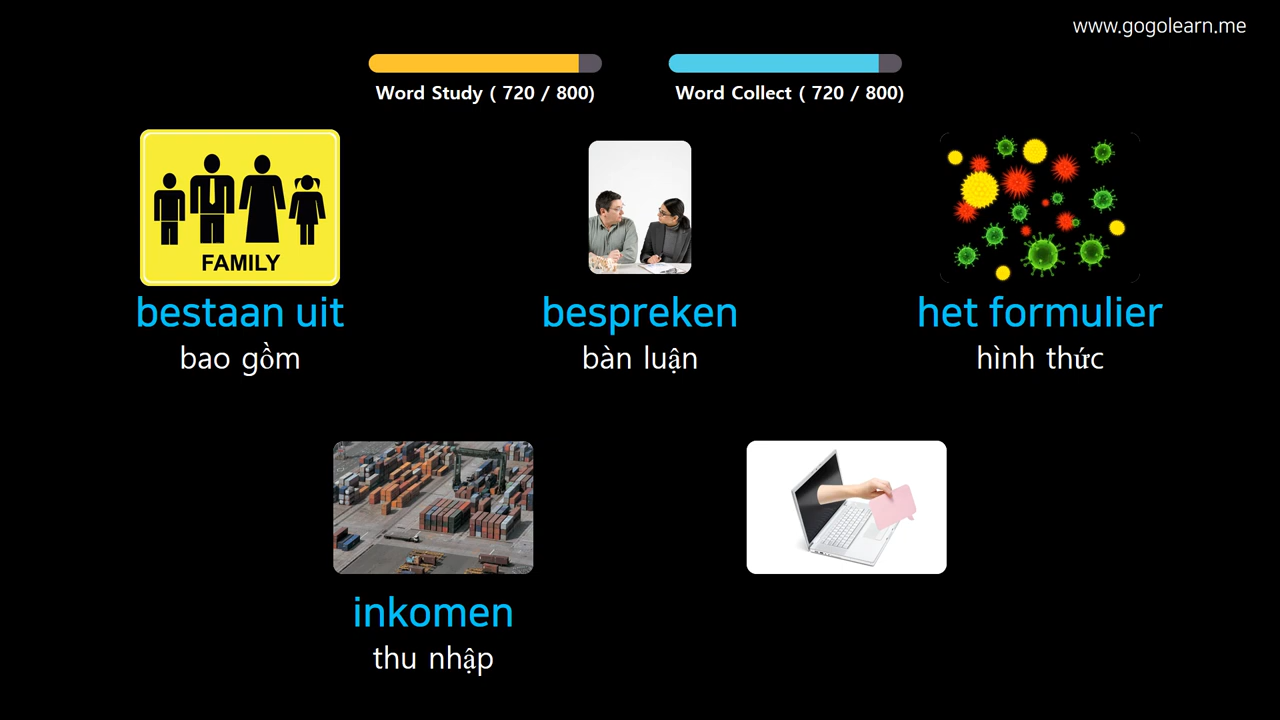 www.gogolearn.me
Word Study ( 720 / 800)
Word Collect ( 720 / 800)
FAMILY
bestaan uit
bao gồm
bespreken
bàn luận
het formulier
hình thức
inkomen
thu nhập